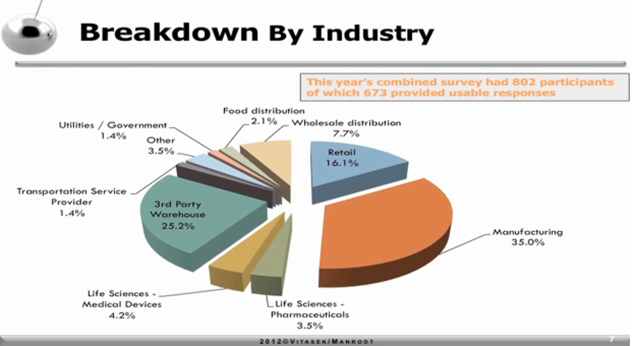 Breakdown By Industry
This year's combined survey had 802 participants
of which 673 provided usable responses
Food distribution
2.1%
Wholesale distribution
7.7%
Utilities / Government
1.4%
Other
3.5%
Retail
16.1%
Transportation Service
Provider
1.4%
3rd Party
Warehouse
25.2%
Manufacturing
35.0%
Life Sciences -
Medical Devices
4.2%
Life Sciences -
Pharmaceuticals
3.5%
2012©Vitasek/Manrodt
7